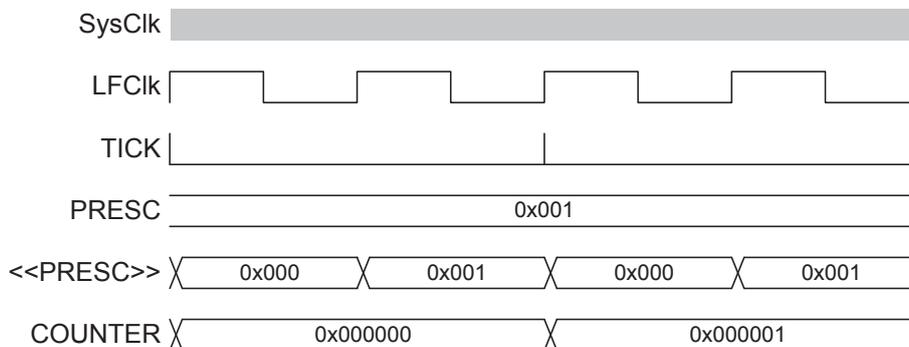 SysClk
LFClk
TICK
PRESC 0x001
<<PRESC>> 0x000 0x001 0x000 0x001
COUNTER 0x000000 0x000001